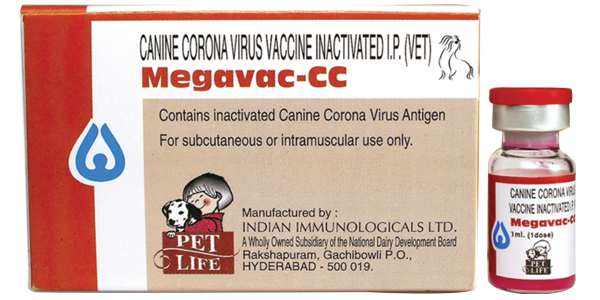 CANINE CORONA VIRUS VACCINE INACTIVATED I.P. (VET)
Megavac-CC
Contains inactivated Canine Corona Virus Antigen
For subcutaneous or intramuscular use only.
Manufactured by :
INDIAN IMMUNOLOGICALS LTD.
A Wholly Owned Subsidiary of the National Dairy Development Board
Rakshapuram, Gachibowli P.O.,
HYDERABAD - 500 019.
PET
LIFE
CANINE CORONA VIRUS
VACCINE INACTIVATED I.P.
Megavac-CC
1ml. (1dose)
PET
LIFE